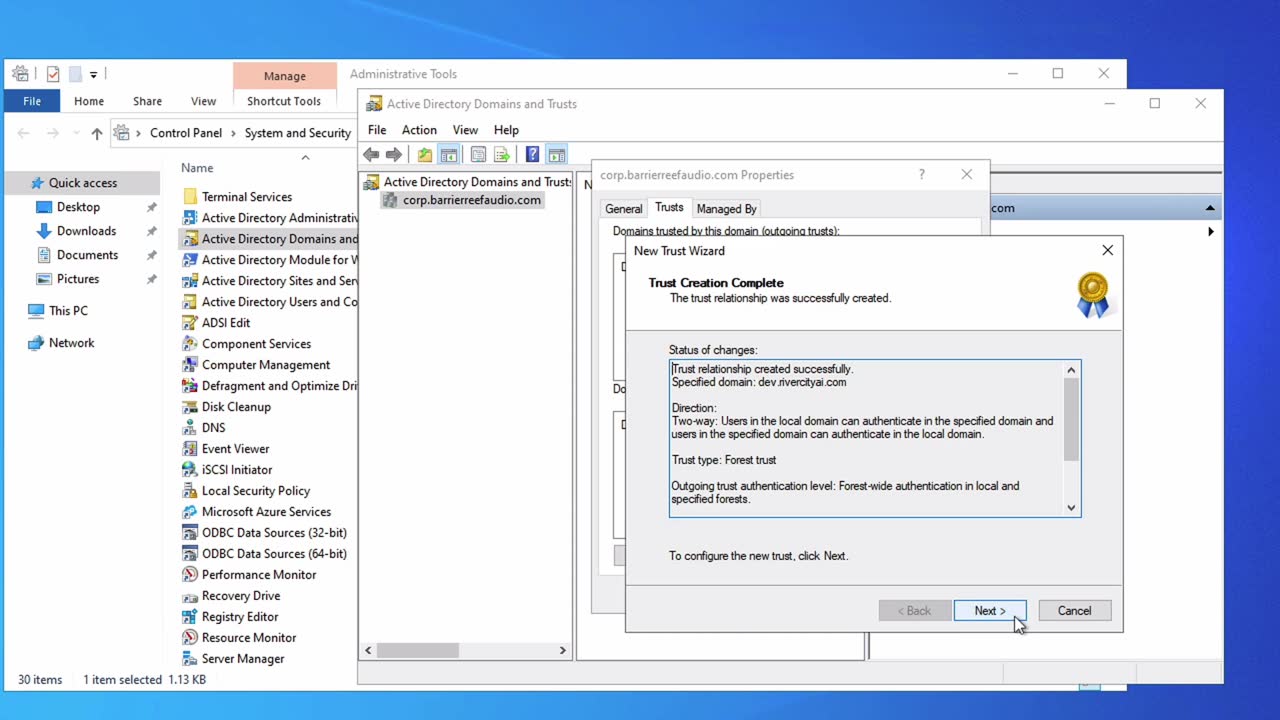 Manage
Administrative Tools
File
Home
Share
View
Shortcut Tools
Control Panel
System and Security
Quick access
Desktop
Downloads
Documents
Pictures
This PC
Network
Name
Terminal Services
Active Directory Administrativ
Active Directory Domains and
Active Directory Module for W
Active Directory Sites and Ser
Active Directory Users and Co
ADSI Edit
Component Services
Computer Management
Defragment and Optimize Dri
Disk Cleanup
DNS
Event Viewer
iSCSI Initiator
Local Security Policy
Microsoft Azure Services
ODBC Data Sources (32-bit)
ODBC Data Sources (64-bit)
Performance Monitor
Recovery Drive
Registry Editor
Resource Monitor
Server Manager
30 items
1 item selected 1.13 KB
Active Directory Domains and Trusts
File Action View Help
Active Directory Domains and Trusts
corp.barrierreefaudio.com
N
com
corp.barrierreefaudio.com Properties
?
General
Trusts
Managed By
Domains trusted by this domain (outgoing trusts):
Do
New Trust Wizard
Trust Creation Complete
The trust relationship was successfully created.
Status of changes:
Trust relationship created successfully.
Specified domain: dev.rivercityai.com
Direction:
Two-way: Users in the local domain can authenticate in the specified domain and
users in the specified domain can authenticate in the local domain.
Trust type: Forest trust
Outgoing trust authentication level: Forest-wide authentication in local and
specified forests.
To configure the new trust, click Next.
< Back
Next >
Cancel